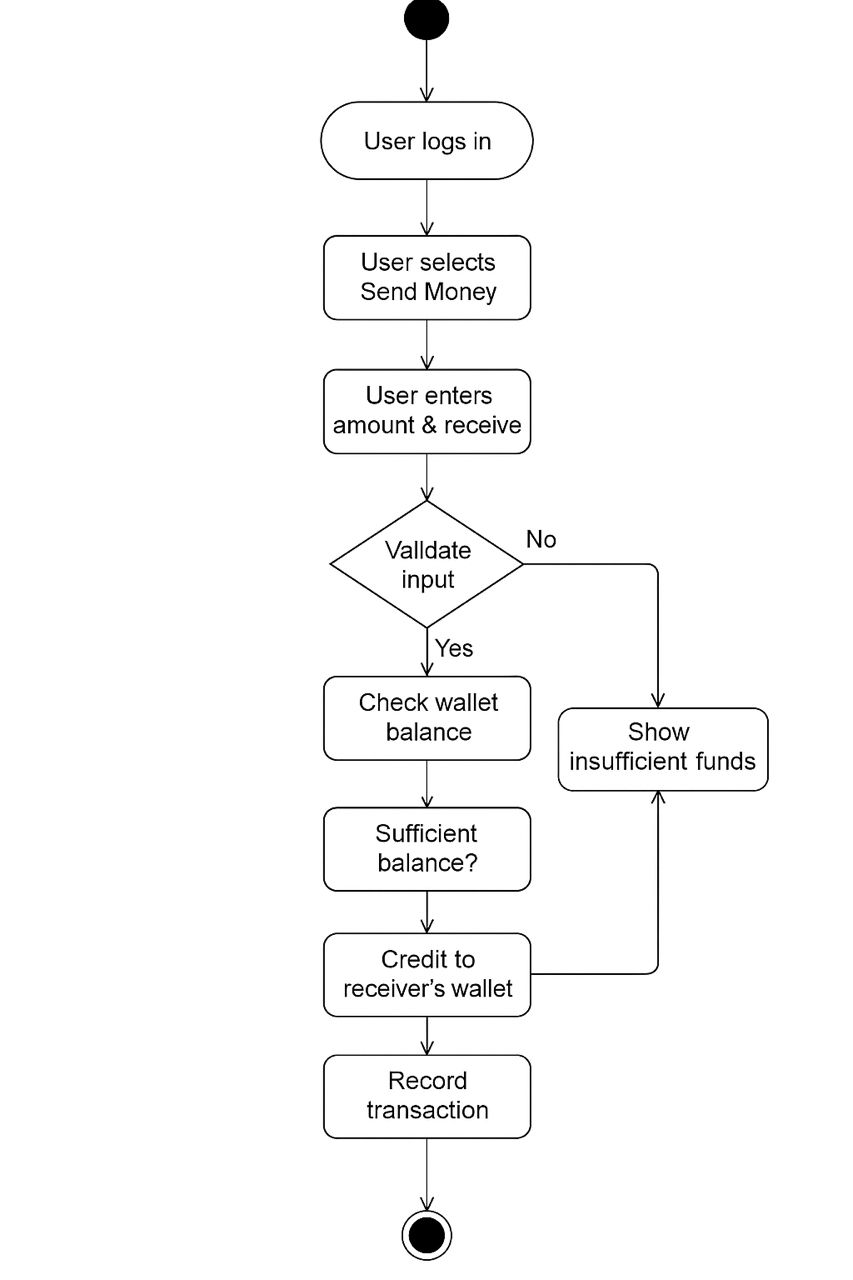 User logs in
User selects
Send Money
User enters
amount & receive
Valldate
input
No
Yes
Check wallet
balance
Show
insufficient funds
Sufficient
balance?
Credit to
receiver’s wallet
Record
transaction